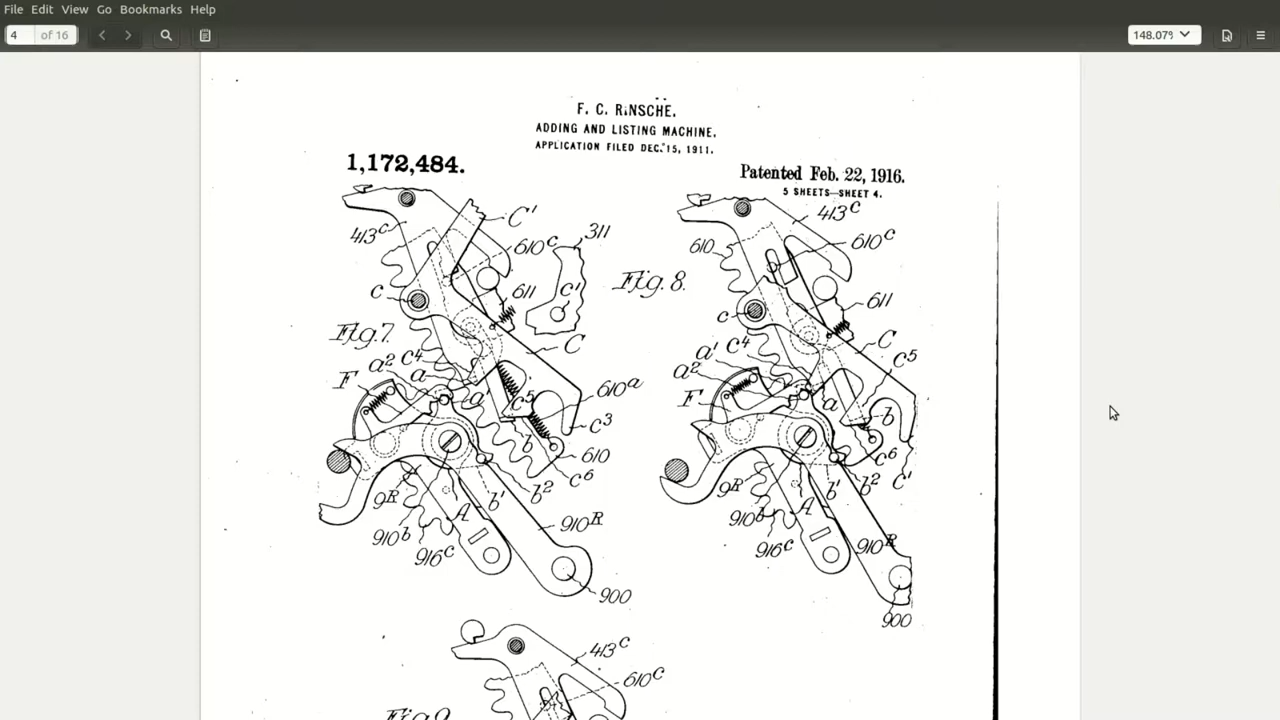 File Edit View Go Bookmarks Help
4 of 16
148.07%
F. C. RINSCHE.
ADDING AND LISTING MACHINE.
APPLICATION FILED DEC. 15, 1911.
1,172,484.
Patented Feb. 22, 1916.
5 SHEETS—SHEET 4.
C'
413c
610c
311
c
611
c'
Fig. 7.
C
a2
c4
a
F
a'
c5
610a
c3
b
610
c6
9R
A
b'
b2
910R
910b
916c
900
Fig. 8.
413c
610
610c
611
c
C
a'
c4
c5
a2
F
a
b
c6
c'
9R
A
b'
b2
910b
916c
910R
900
413c
610c
Fig. 9.